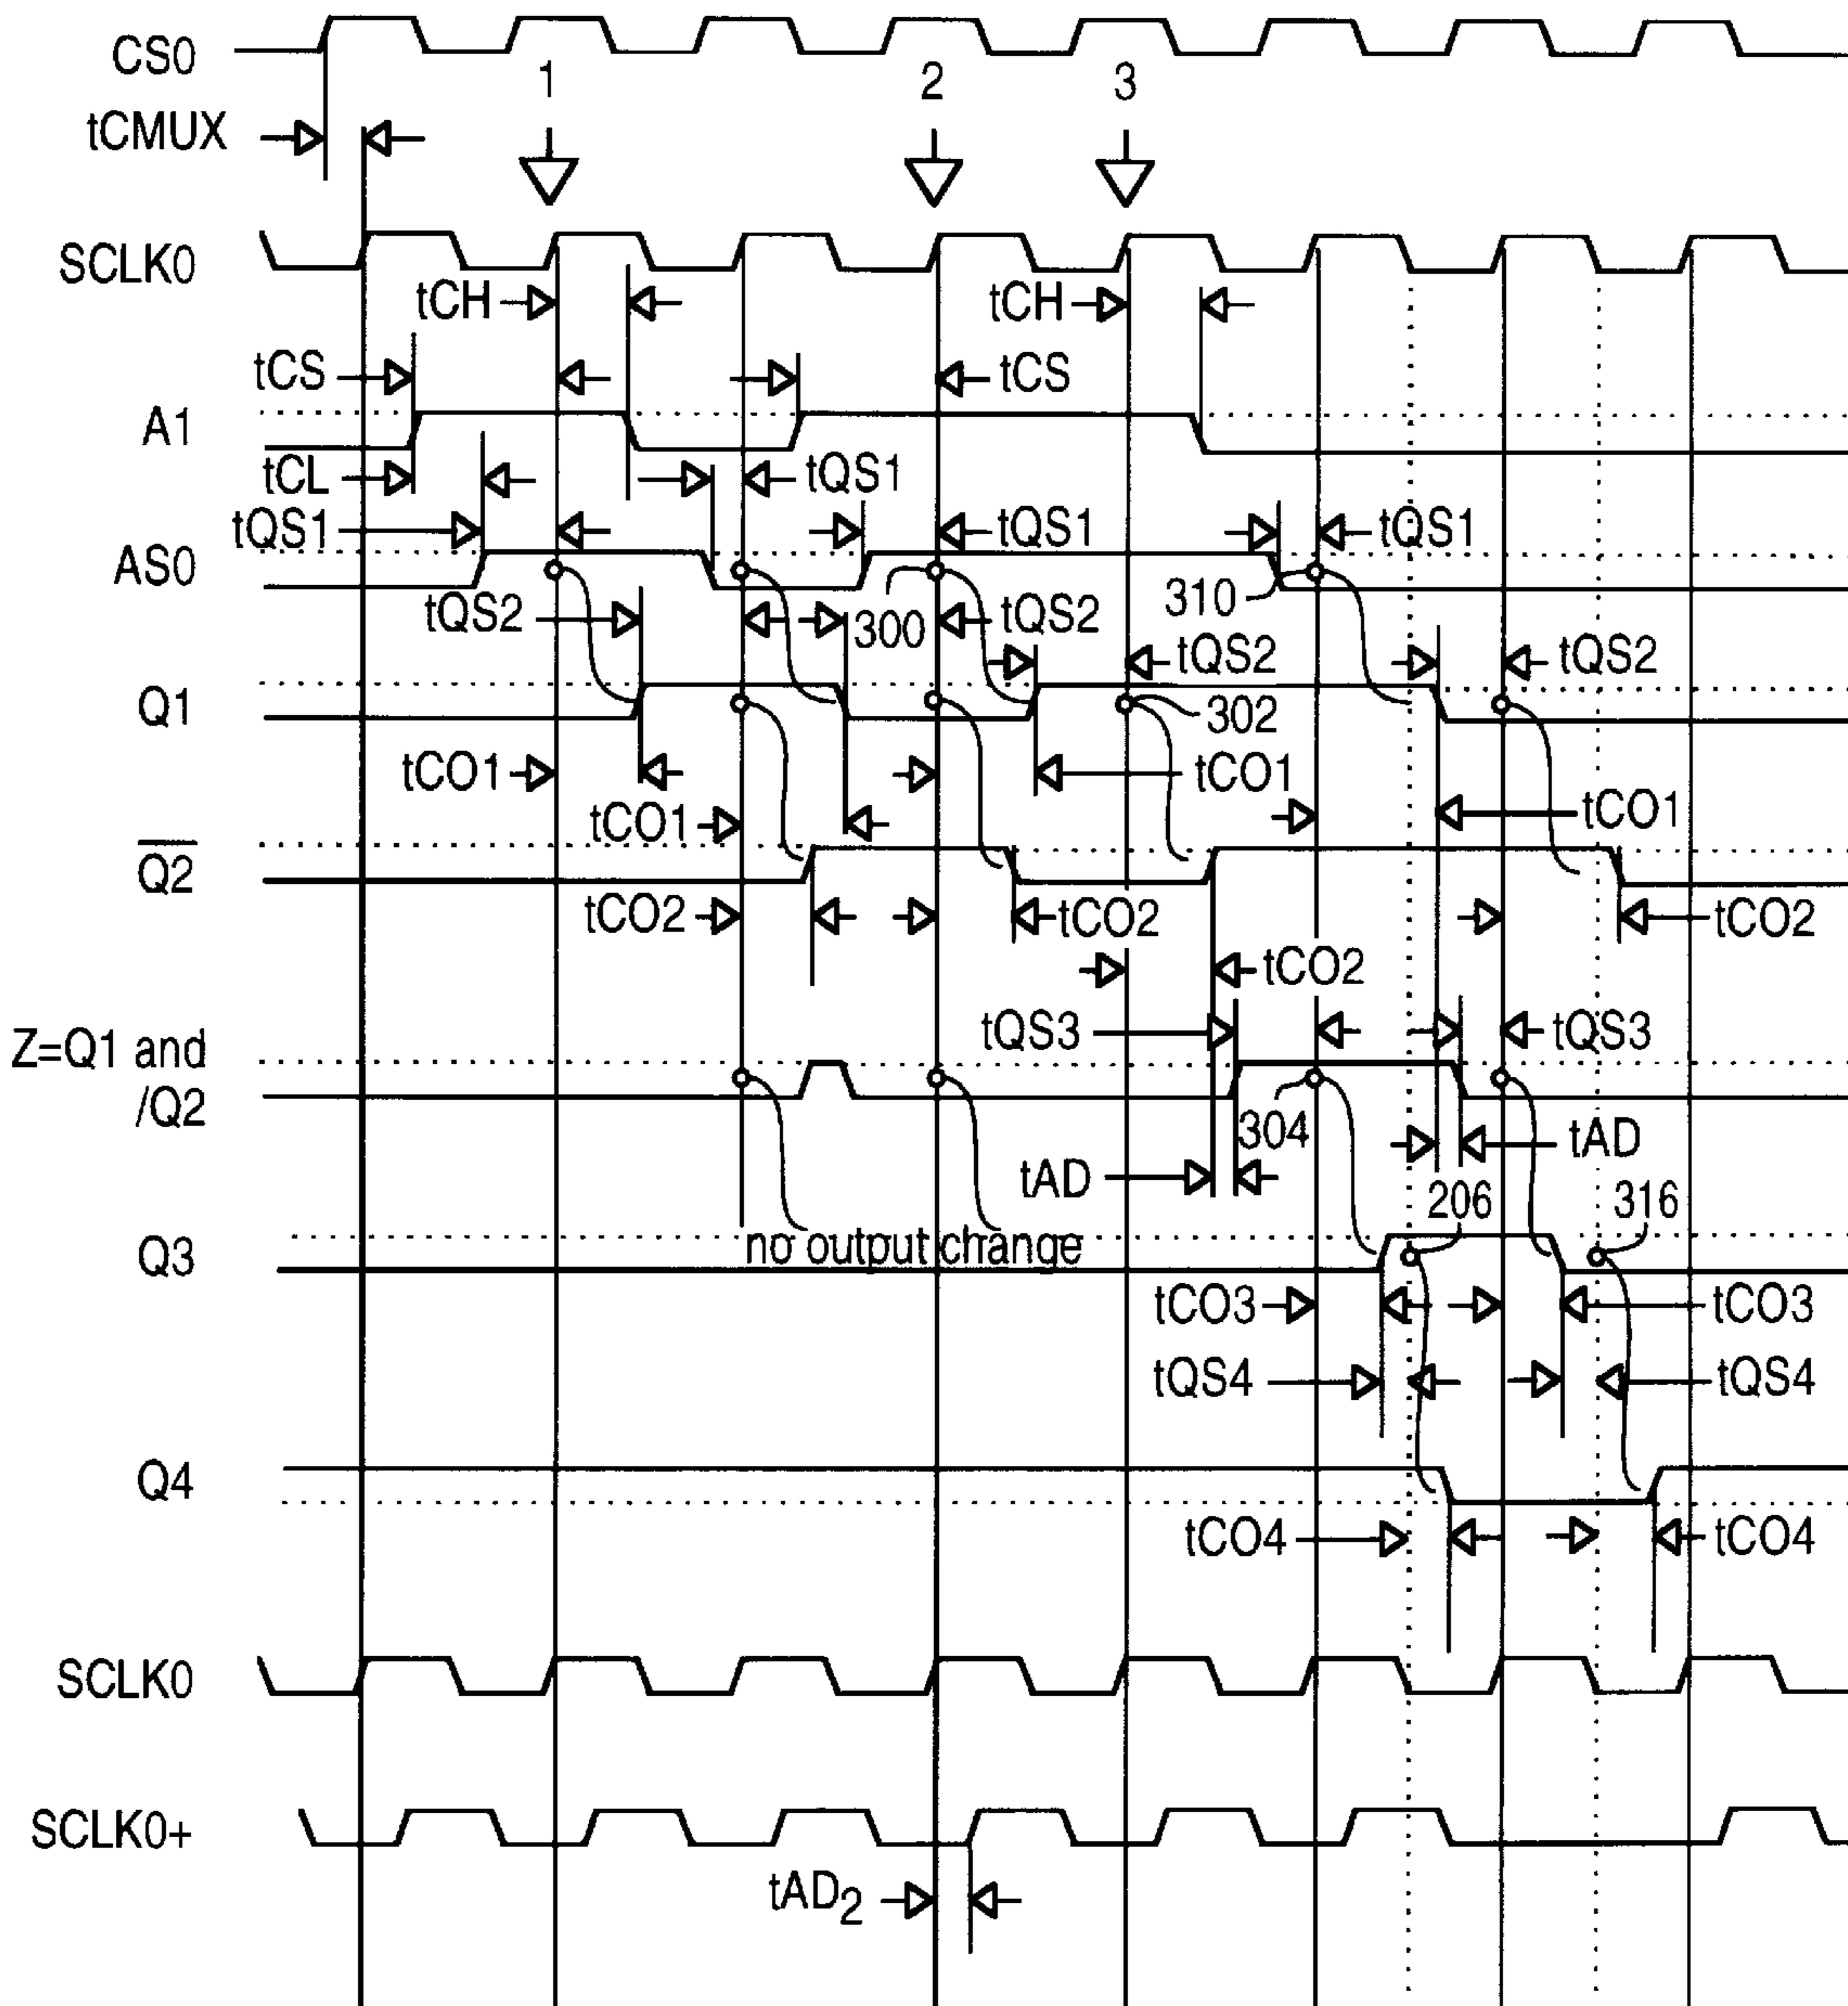 CS0
1 2 3
tCMUX
SCLK0
tCH tCH
tCS tCS
A1
tCL tQS1
tQS1 tQS1 tQS1
AS0
tQS2 300 tQS2 310
tQS2 tQS2
Q1 302
tCO1 tCO1
tCO1 tCO1
Q2
tCO2 tCO2 tCO2
tCO2
tQS3 tQS3
Z=Q1 and
/Q2 304
tAD
tAD 206 316
Q3 no output change
tCO3 tCO3
tQS4 tQS4
Q4
tCO4 tCO4
SCLK0
SCLK0+
tAD2